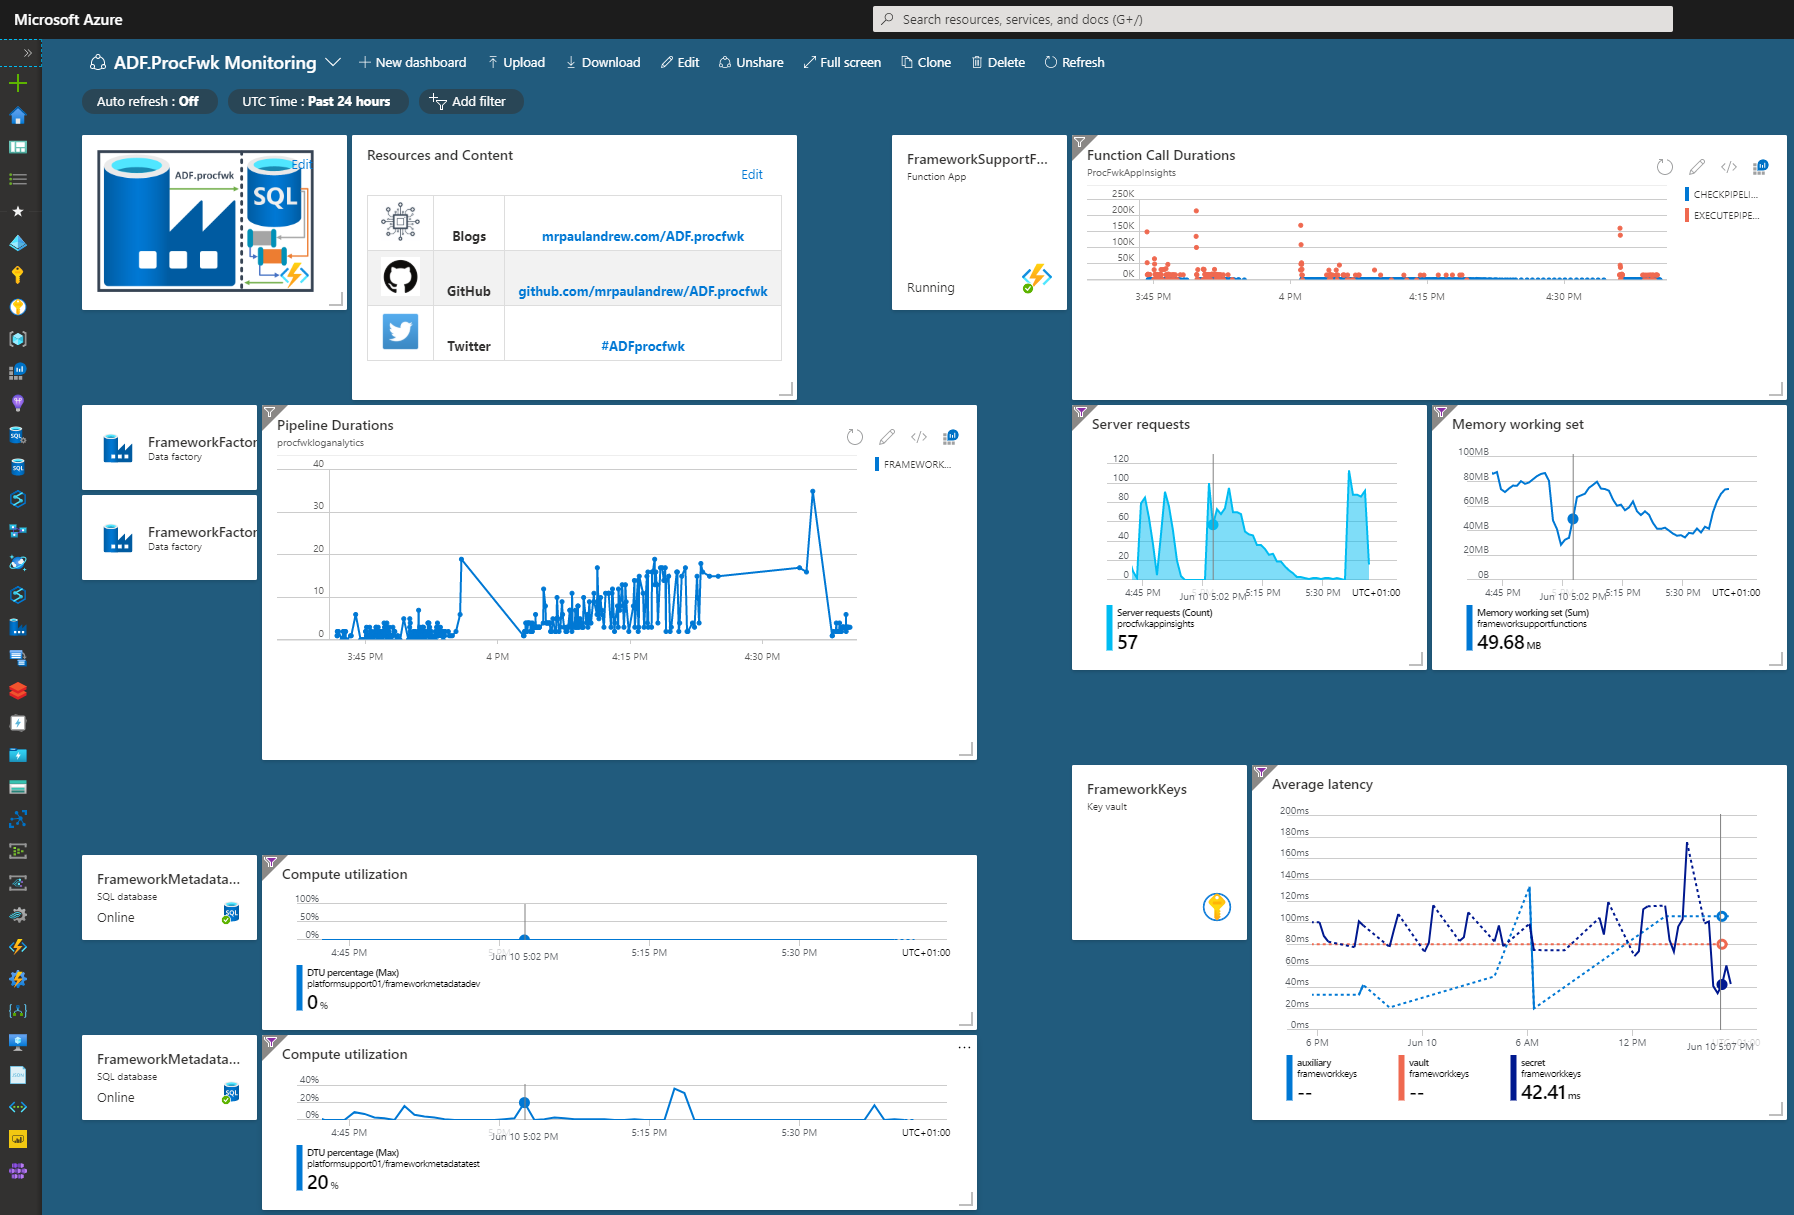 Microsoft Azure
Search resources, services, and docs (G+/)
ADF.ProcFwk Monitoring
New dashboard
Upload
Download
Edit
Unshare
Full screen
Clone
Delete
Refresh
Auto refresh : Off
UTC Time : Past 24 hours
Add filter
ADF.procfwk
SQL
Edit
Resources and Content
Edit
Blogs
mrpaulandrew.com/ADF.procfwk
GitHub
github.com/mrpaulandrew/ADF.procfwk
Twitter
#ADFprocfwk
FrameworkSupportF...
Function App
Running
Function Call Durations
ProcFwkAppInsights
250K
200K
150K
100K
50K
0K
3:45 PM
4 PM
4:15 PM
4:30 PM
CHECKPIPELI...
EXECUTEPIPE...
FrameworkFactor
Data factory
FrameworkFactor
Data factory
Pipeline Durations
procfwkloganalytics
40
30
20
10
0
3:45 PM
4 PM
4:15 PM
4:30 PM
FRAMEWORK...
Server requests
120
100
80
60
40
20
0
4:45 PM
Jun 10 5:02 PM
5:15 PM
5:30 PM
UTC+01:00
Server requests (Count)
procfwkappinsights
57
Memory working set
100MB
80MB
60MB
40MB
20MB
0B
4:45 PM
Jun 10 5:02 PM
5:15 PM
5:30 PM
UTC+01:00
Memory working set (Sum)
frameworksupportfunctions
49.68 MB
FrameworkKeys
Key vault
Average latency
200ms
180ms
160ms
140ms
120ms
100ms
80ms
60ms
40ms
20ms
0ms
6 PM
Jun 10
6 AM
12 PM
Jun 10 5:07 PM
auxiliary
frameworkkeys
--
vault
frameworkkeys
--
secret
frameworkkeys
42.41 ms
FrameworkMetadata...
SQL database
Online
SQL
Compute utilization
100%
50%
0%
4:45 PM
Jun 10 5:02 PM
5:15 PM
5:30 PM
UTC+01:00
DTU percentage (Max)
platformsupport01/frameworkmetadatadev
0 %
FrameworkMetadata...
SQL database
Online
SQL
Compute utilization
...
40%
20%
0%
4:45 PM
Jun 10 5:02 PM
5:15 PM
5:30 PM
UTC+01:00
DTU percentage (Max)
platformsupport01/frameworkmetadatatest
20 %